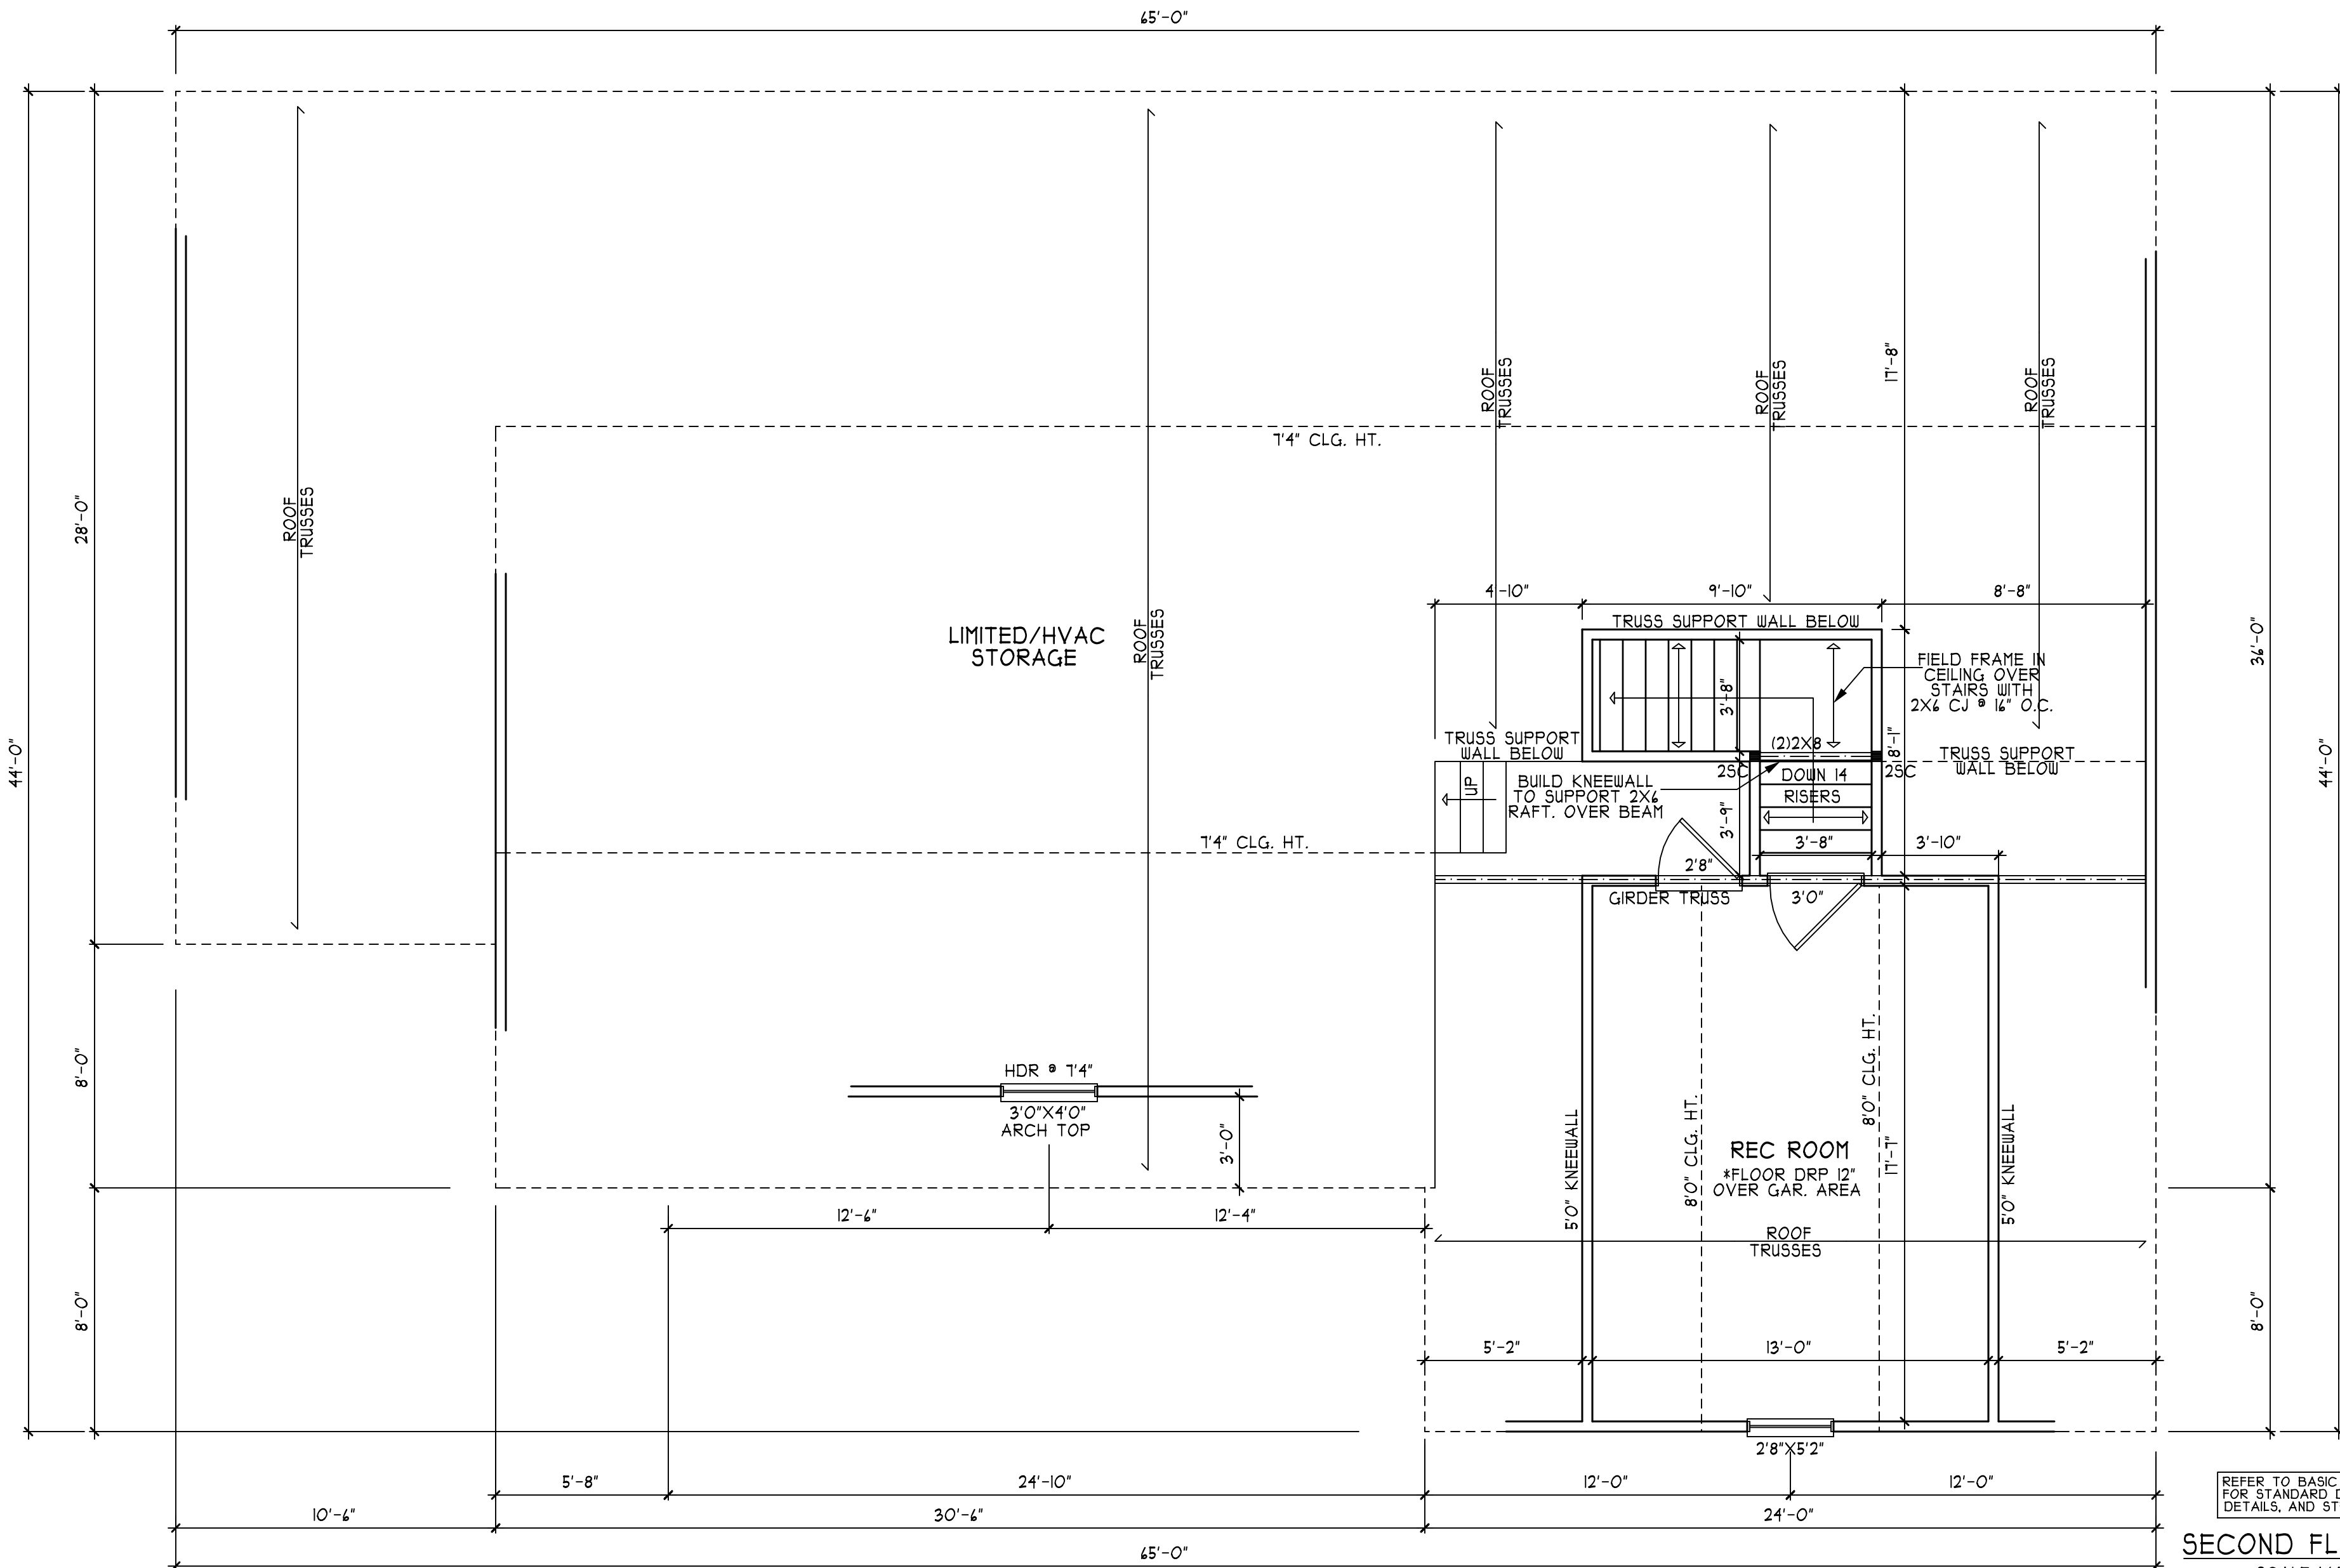 65'-0"
ROOF
TRUSSES
ROOF
TRUSSES
ROOF
TRUSSES
ROOF
TRUSSES
ROOF
TRUSSES
17'-8"
7'4" CLG. HT.
28'-0"
44'-0"
36'-0"
44'-0"
4'-10"
9'-10"
8'-8"
TRUSS SUPPORT WALL BELOW
LIMITED/HVAC
STORAGE
FIELD FRAME IN
CEILING OVER
STAIRS WITH
2X6 CJ @ 16" O.C.
3'-8"
8'-1"
TRUSS SUPPORT
WALL BELOW
(2)2X8
TRUSS SUPPORT
WALL BELOW
2SC
2SC
UP
BUILD KNEEWALL
TO SUPPORT 2X6
RAFT. OVER BEAM
DOWN 14
RISERS
3'-9"
3'-8"
3'-10"
7'4" CLG. HT.
2'8"
3'0"
GIRDER TRUSS
8'-0"
HDR @ 7'4"
3'0"X4'0"
ARCH TOP
3'-0"
5'0" KNEEWALL
8'0" CLG. HT.
8'0" CLG. HT.
17'-7"
5'0" KNEEWALL
REC ROOM
*FLOOR DRP 12"
OVER GAR. AREA
12'-6"
12'-4"
ROOF
TRUSSES
8'-0"
8'-0"
5'-2"
13'-0"
5'-2"
2'8"X5'2"
5'-8"
24'-10"
12'-0"
12'-0"
10'-6"
30'-6"
24'-0"
65'-0"
REFER TO BASIC
FOR STANDARD D
DETAILS, AND ST
SECOND FL